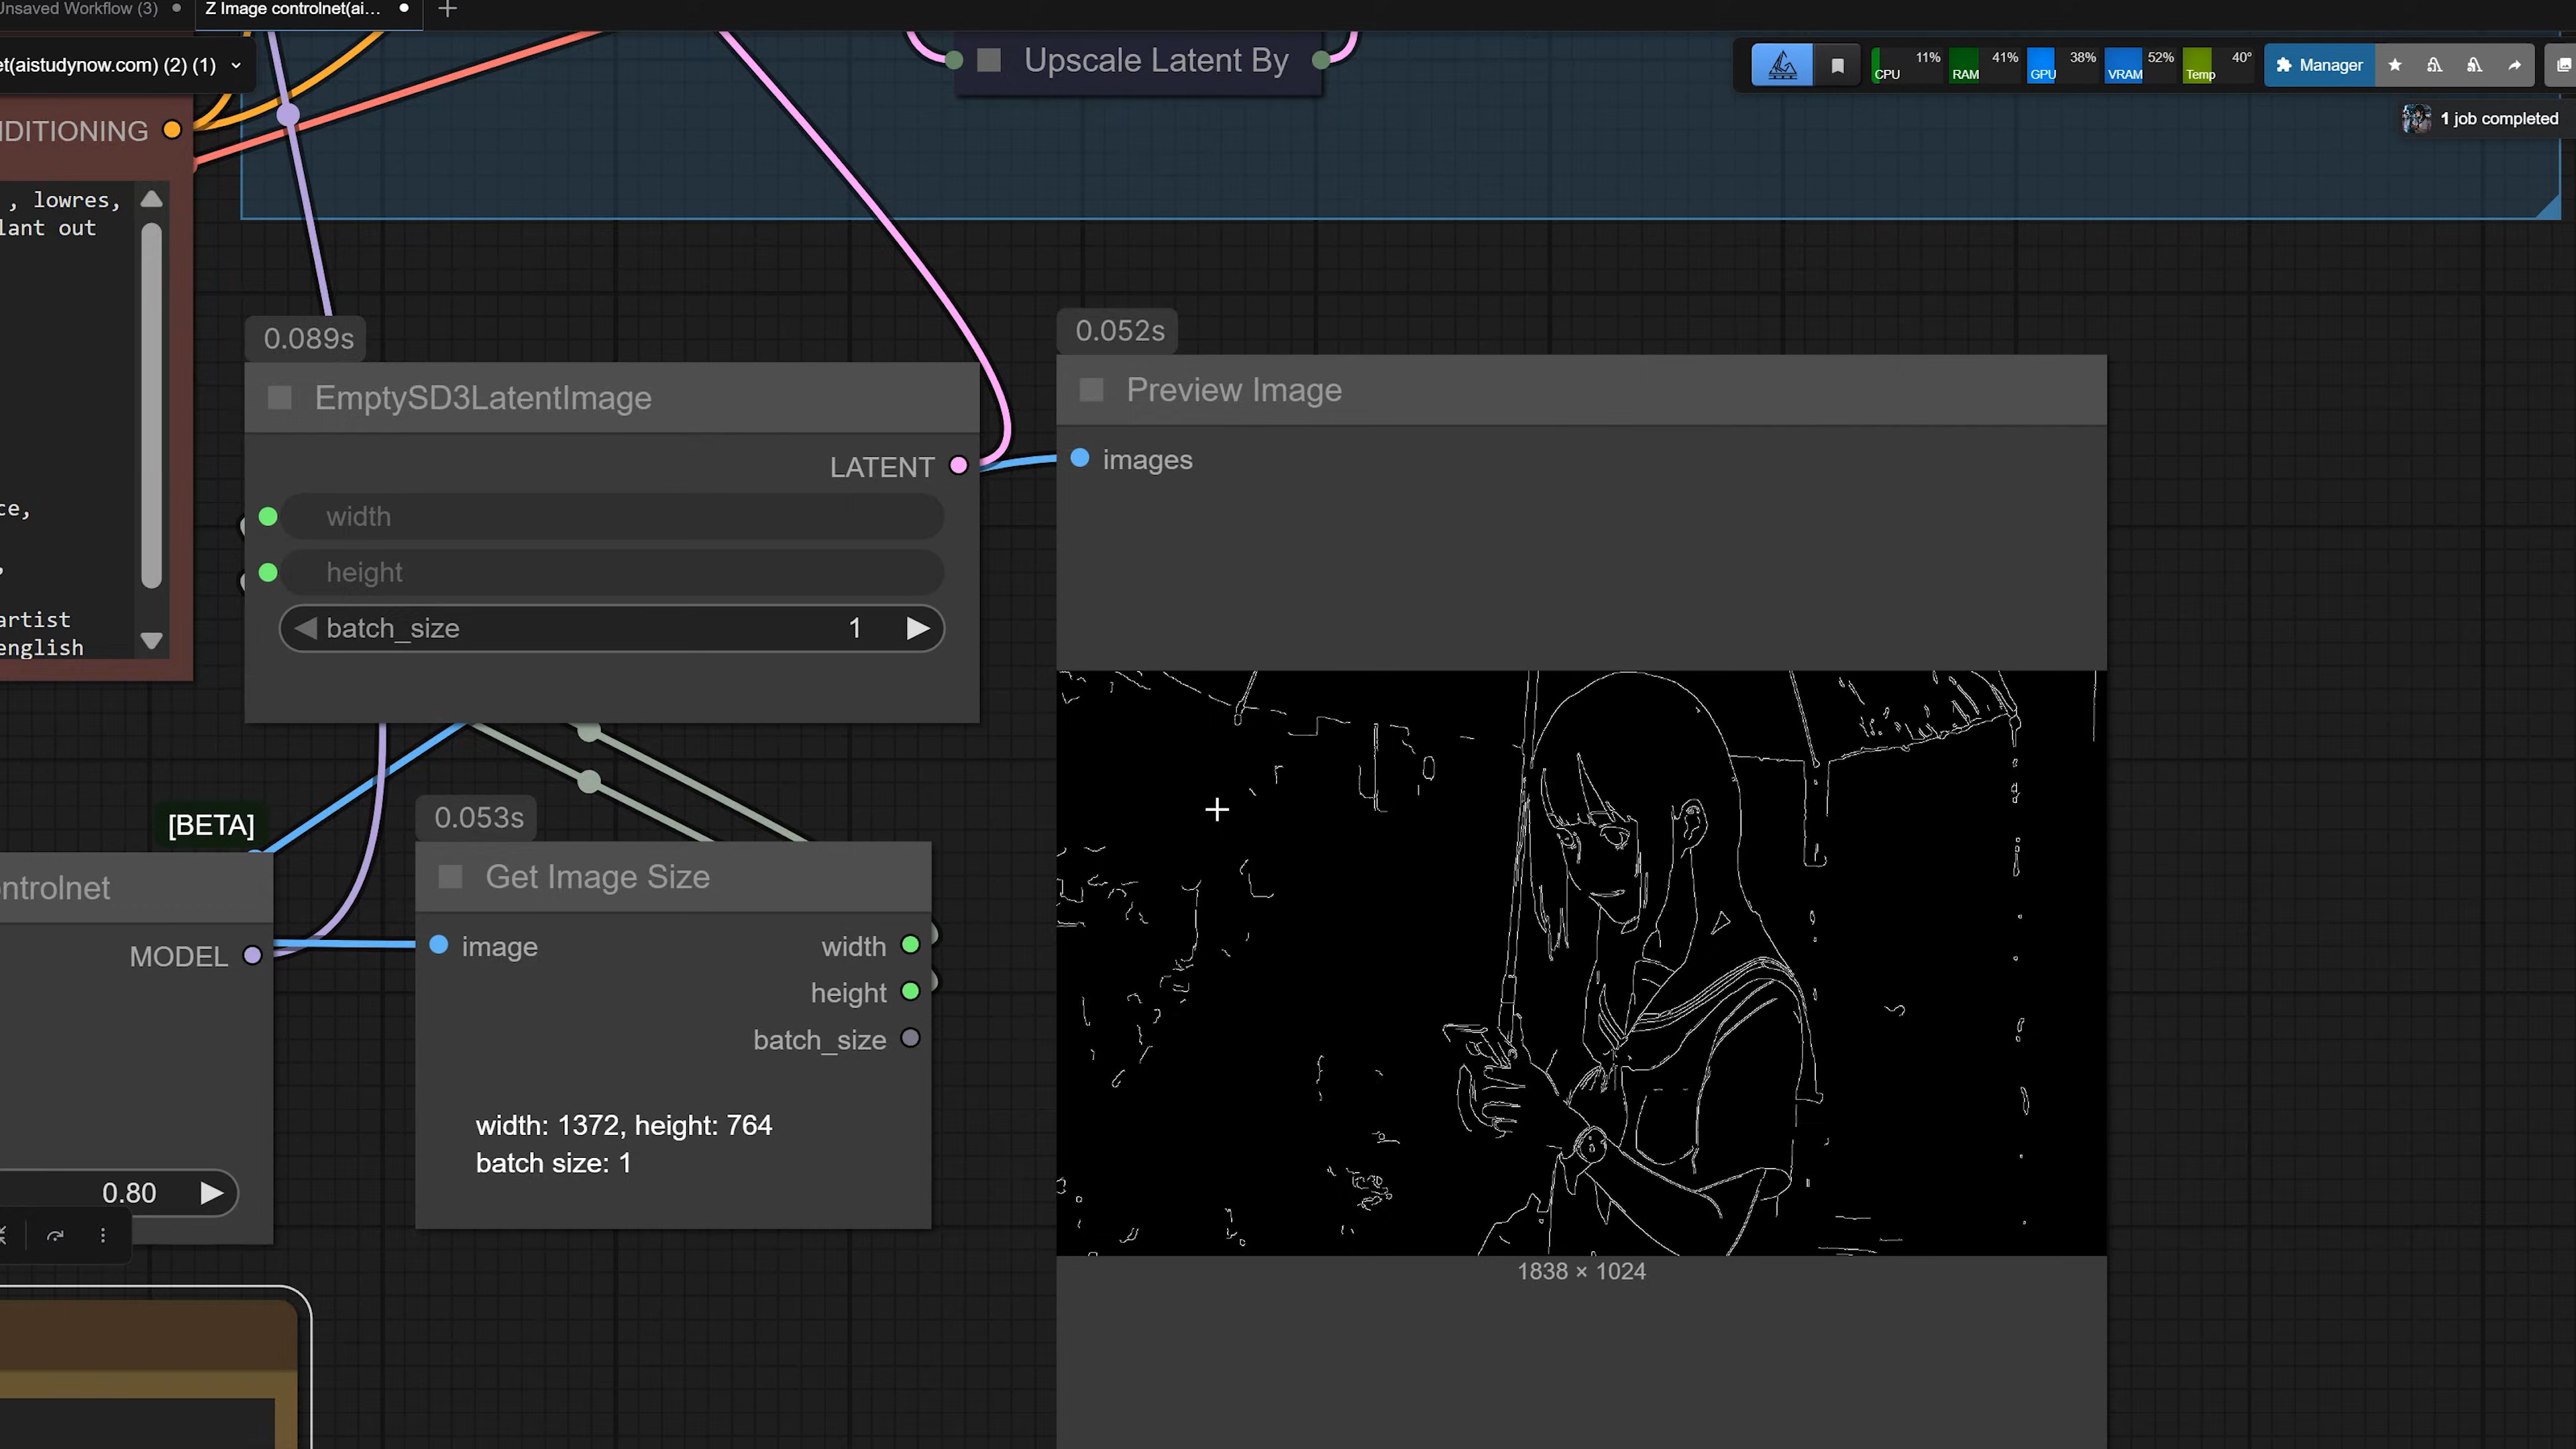 Unsaved Workflow (3)
Z Image controlnet(ai...
et(aistudynow.com) (2) (1)
Upscale Latent By
CPU 11%
RAM 41%
GPU 38%
VRAM 52%
Temp 40°
Manager
1 job completed
NDITIONING
, lowres,
lant out
ce,
,
artist
english
0.089s
EmptySD3LatentImage
LATENT
width
height
batch_size 1
0.052s
Preview Image
images
1838 × 1024
[BETA]
ontrolnet
MODEL
0.80
0.053s
Get Image Size
image
width
height
batch_size
width: 1372, height: 764
batch size: 1